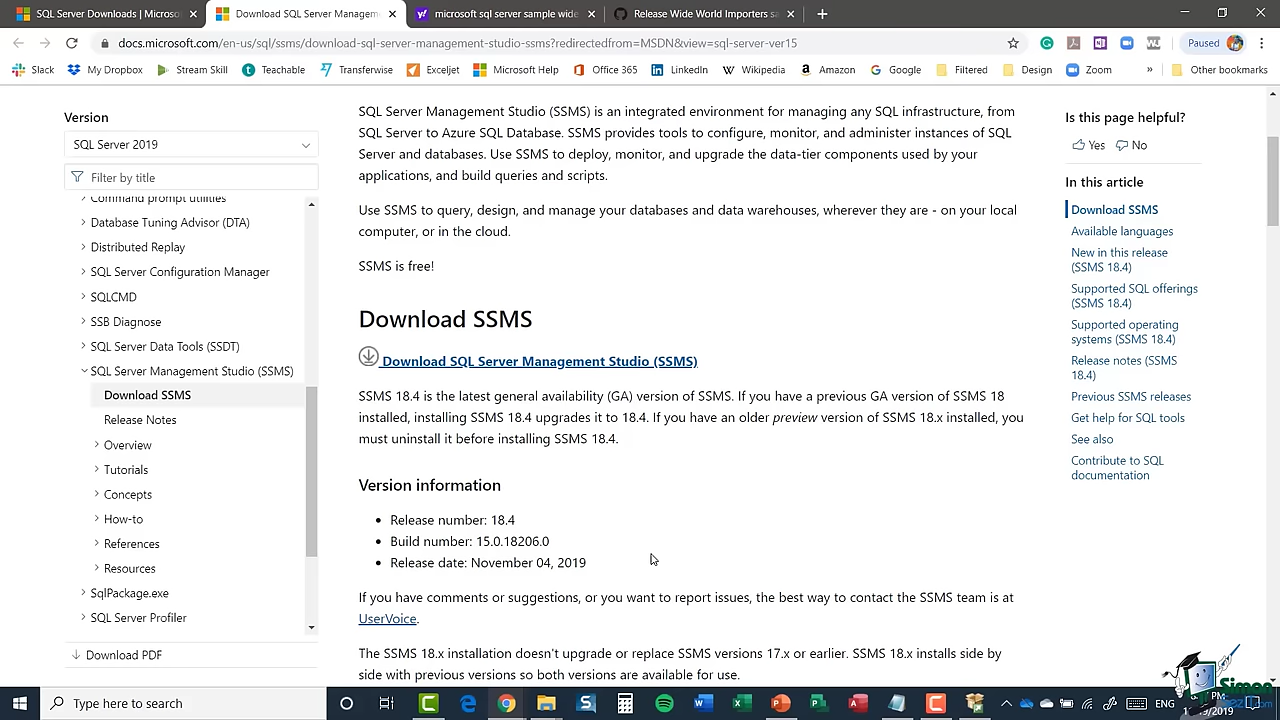 SQL Server Downloads | Microsof
Download SQL Server Managemen
microsoft sql server sample wide
Release Wide World Importers sa
docs.microsoft.com/en-us/sql/ssms/download-sql-server-management-studio-ssms?redirectedfrom=MSDN&view=sql-server-ver15
Paused
Slack
My Dropbox
Stream Skill
Teachable
Transferwise
Exceljet
Microsoft Help
Office 365
LinkedIn
Wikipedia
Amazon
Google
Filtered
Design
Zoom
»
Other bookmarks
Version
SQL Server 2019
Filter by title
Command prompt utilities
Database Tuning Advisor (DTA)
Distributed Replay
SQL Server Configuration Manager
SQLCMD
SSB Diagnose
SQL Server Data Tools (SSDT)
SQL Server Management Studio (SSMS)
Download SSMS
Release Notes
Overview
Tutorials
Concepts
How-to
References
Resources
SqlPackage.exe
SQL Server Profiler
Download PDF
SQL Server Management Studio (SSMS) is an integrated environment for managing any SQL infrastructure, from
SQL Server to Azure SQL Database. SSMS provides tools to configure, monitor, and administer instances of SQL
Server and databases. Use SSMS to deploy, monitor, and upgrade the data-tier components used by your
applications, and build queries and scripts.
Use SSMS to query, design, and manage your databases and data warehouses, wherever they are - on your local
computer, or in the cloud.
SSMS is free!
Download SSMS
Download SQL Server Management Studio (SSMS)
SSMS 18.4 is the latest general availability (GA) version of SSMS. If you have a previous GA version of SSMS 18
installed, installing SSMS 18.4 upgrades it to 18.4. If you have an older preview version of SSMS 18.x installed, you
must uninstall it before installing SSMS 18.4.
Version information
• Release number: 18.4
• Build number: 15.0.18206.0
• Release date: November 04, 2019
If you have comments or suggestions, or you want to report issues, the best way to contact the SSMS team is at
UserVoice.
The SSMS 18.x installation doesn't upgrade or replace SSMS versions 17.x or earlier. SSMS 18.x installs side by
side with previous versions so both versions are available for use.
Is this page helpful?
Yes
No
In this article
Download SSMS
Available languages
New in this release
(SSMS 18.4)
Supported SQL offerings
(SSMS 18.4)
Supported operating
systems (SSMS 18.4)
Release notes (SSMS
18.4)
Previous SSMS releases
Get help for SQL tools
See also
Contribute to SQL
documentation
Type here to search
ENG
Simon